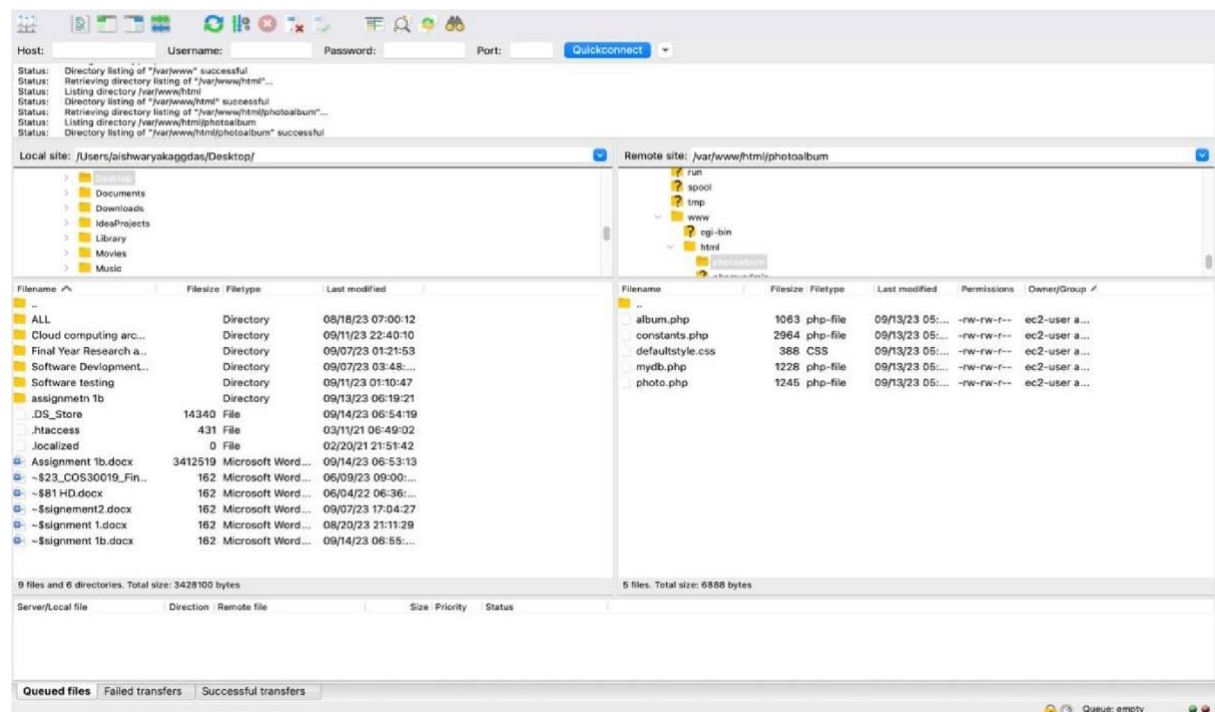 Host: Username: Password: Port: Quickconnect
Status: Directory listing of "/var/www" successful
Status: Retrieving directory listing of "/var/www/html"...
Status: Listing directory /var/www/html
Status: Directory listing of "/var/www/html" successful
Status: Retrieving directory listing of "/var/www/html/photoalbum"...
Status: Listing directory /var/www/html/photoalbum
Status: Directory listing of "/var/www/html/photoalbum" successful
Local site: /Users/aishwaryakaggdas/Desktop/
Desktop
Documents
Downloads
IdeaProjects
Library
Movies
Music
Remote site: /var/www/html/photoalbum
run
spool
tmp
www
cgi-bin
html
photoalbum
Filename Filesize Filetype Last modified
..
ALL Directory 08/18/23 07:00:12
Cloud computing arc... Directory 09/11/23 22:40:10
Final Year Research a... Directory 09/07/23 01:21:53
Software Devlopment... Directory 09/07/23 03:48:...
Software testing Directory 09/11/23 01:10:47
assignmetn 1b Directory 09/13/23 06:19:21
.DS_Store 14340 File 09/14/23 06:54:19
.htaccess 431 File 03/11/21 06:49:02
.localized 0 File 02/20/21 21:51:42
Assignment 1b.docx 3412519 Microsoft Word... 09/14/23 06:53:13
~$23_COS30019_Fin... 162 Microsoft Word... 06/09/23 09:00:...
~$81 HD.docx 162 Microsoft Word... 06/04/22 06:36:...
~$signement2.docx 162 Microsoft Word... 09/07/23 17:04:27
~$signment 1.docx 162 Microsoft Word... 08/20/23 21:11:29
~$signment 1b.docx 162 Microsoft Word... 09/14/23 06:55:...
9 files and 6 directories. Total size: 3428100 bytes
Filename Filesize Filetype Last modified Permissions Owner/Group
..
album.php 1063 php-file 09/13/23 05:... -rw-rw-r-- ec2-user a...
constants.php 2964 php-file 09/13/23 05:... -rw-rw-r-- ec2-user a...
defaultstyle.css 388 CSS 09/13/23 05:... -rw-rw-r-- ec2-user a...
mydb.php 1228 php-file 09/13/23 05:... -rw-rw-r-- ec2-user a...
photo.php 1245 php-file 09/13/23 05:... -rw-rw-r-- ec2-user a...
5 files. Total size: 6888 bytes
Server/Local file Direction Remote file Size Priority Status
Queued files Failed transfers Successful transfers
Queue: empty